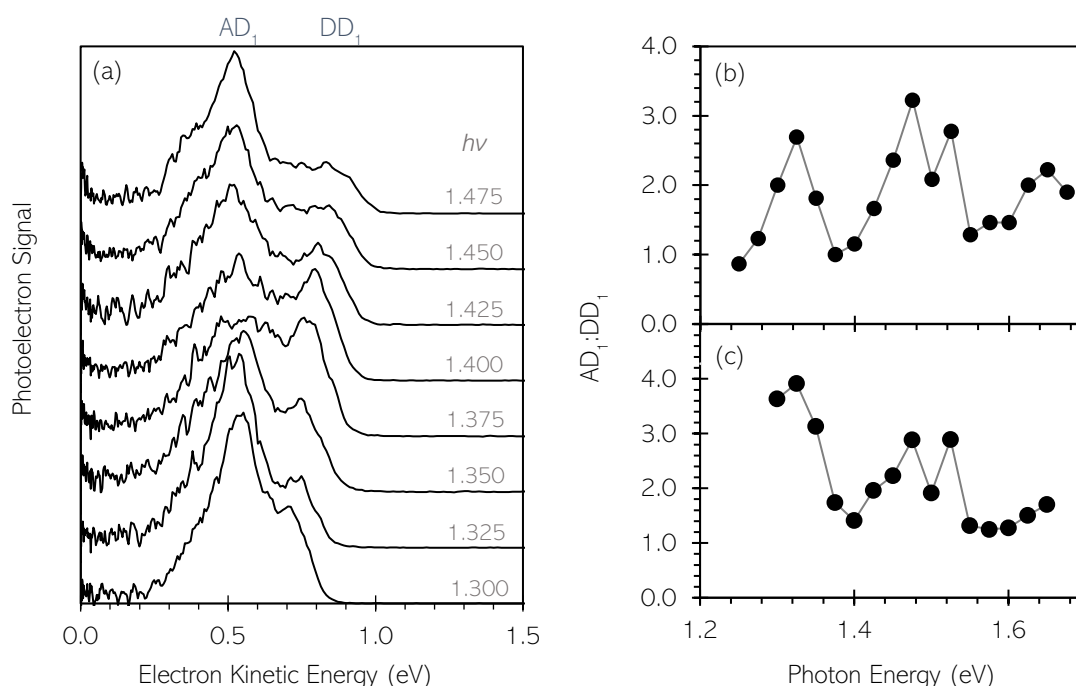 AD1 DD1
(a)
hν
1.475
1.450
1.425
1.400
1.375
1.350
1.325
1.300
Photoelectron Signal
0.0 0.5 1.0 1.5
Electron Kinetic Energy (eV)
(b)
4.0
3.0
2.0
1.0
0.0
(c)
4.0
3.0
2.0
1.0
0.0
AD1:DD1
1.2 1.4 1.6
Photon Energy (eV)